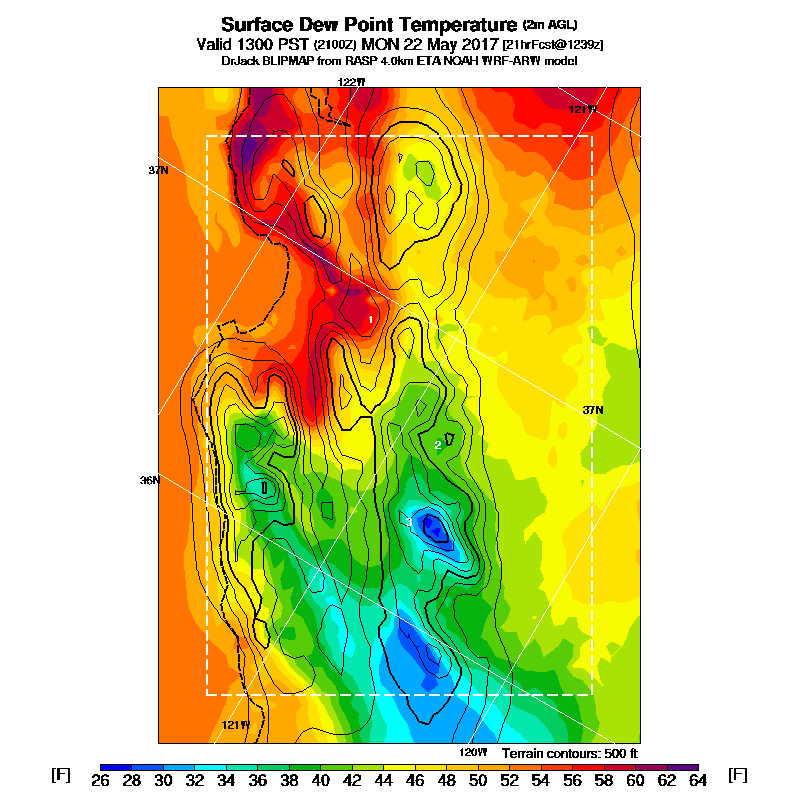 Surface Dew Point Temperature (2m AGL)
Valid 1300 PST (2100Z) MON 22 May 2017 [21hrFcst@1239z]
DrJack BLIPMAP from RASP 4.0km ETA NOAH WRF-ARW model
122W
121W
37N
1
37N
2
36N
3
121W
120W
Terrain contours: 500 ft
[F] 26 28 30 32 34 36 38 40 42 44 46 48 50 52 54 56 58 60 62 64 [F]